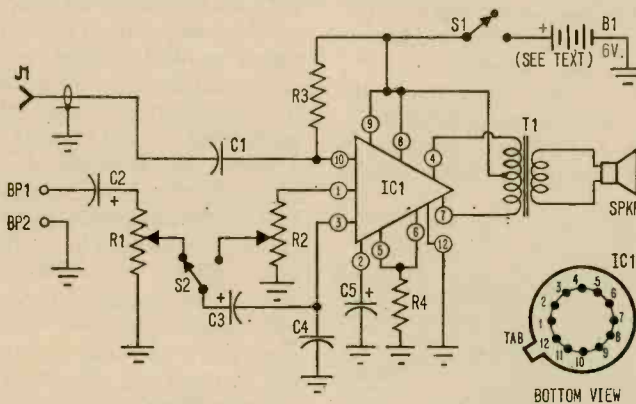 S1
+
B1
(SEE TEXT)
6V.
J1
R3
9
8
T1
C1
4
10
BP1
C2
+
1
IC1
7
SPKR
BP2
3
R1
R2
5
6
12
2
S2
IC1
+
C3
C5
+
R4
C4
4
3
5
2
6
1
7
TAB
12
8
11
9
10
BOTTOM VIEW